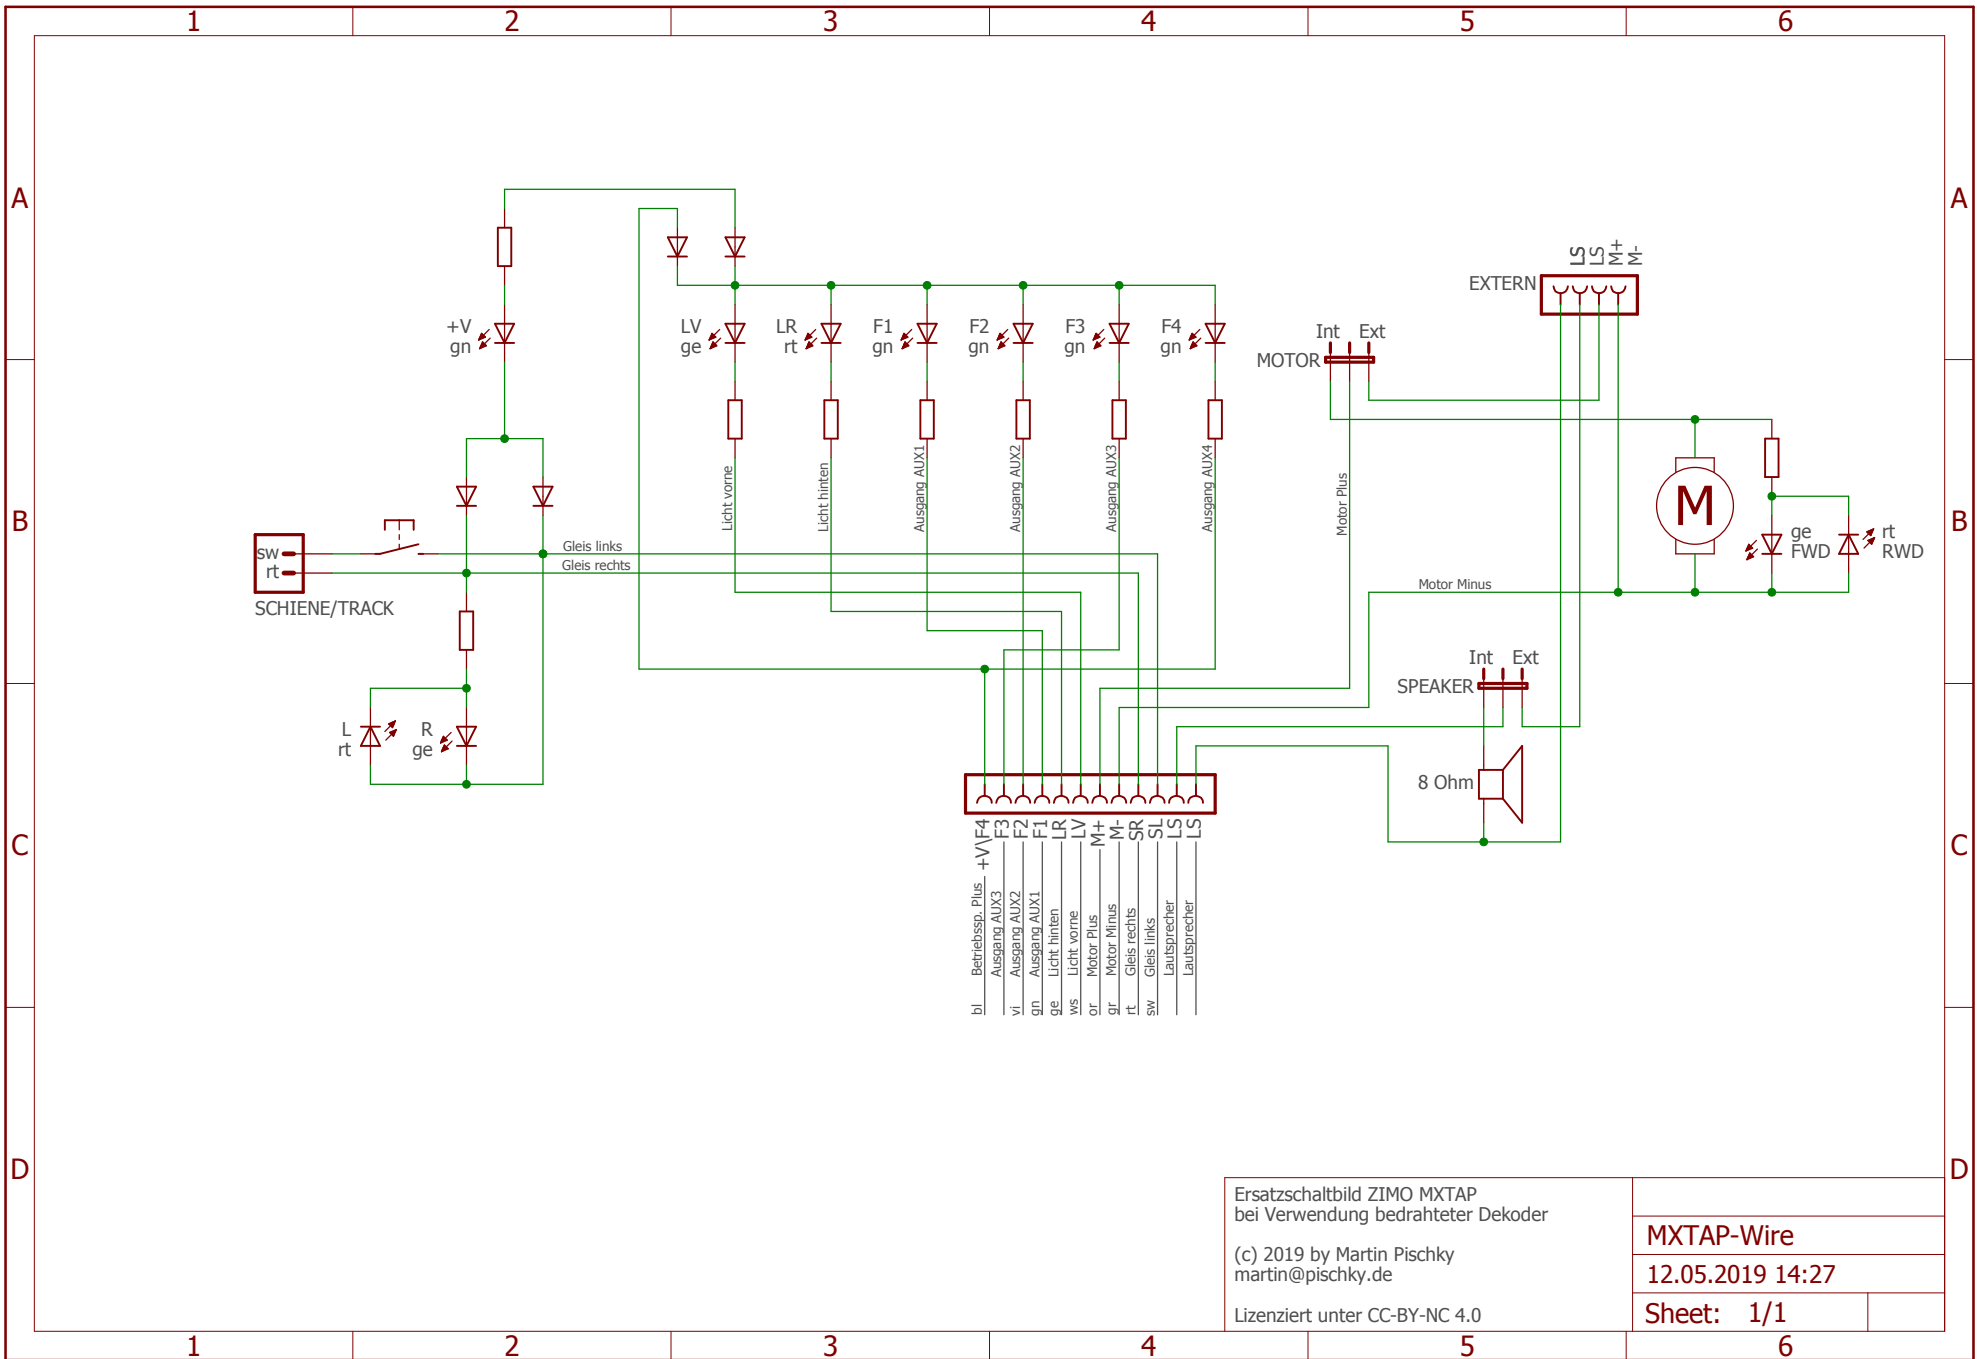 1 2 3 4 5 6
A A
LS
LS
M+
M-
EXTERN
+V
gn
LV
ge
LR
rt
F1
gn
F2
gn
F3
gn
F4
gn
Int Ext
MOTOR
Licht vorne
Licht hinten
Ausgang AUX1
Ausgang AUX2
Ausgang AUX3
Ausgang AUX4
Motor Plus
M
B B
sw
rt
SCHIENE/TRACK
Gleis links
Gleis rechts
ge
FWD
rt
RWD
Motor Minus
Int Ext
SPEAKER
L
rt
R
ge
8 Ohm
C C
+V\F4
F3
F2
F1
LR
LV
M+
M-
SR
SL
LS
LS
bl Betriebssp. Plus
Ausgang AUX3
vi Ausgang AUX2
gn Ausgang AUX1
ge Licht hinten
ws Licht vorne
or Motor Plus
gr Motor Minus
rt Gleis rechts
sw Gleis links
Lautsprecher
Lautsprecher
D D
Ersatzschaltbild ZIMO MXTAP
bei Verwendung bedrahteter Dekoder
(c) 2019 by Martin Pischky
martin@pischky.de
Lizenziert unter CC-BY-NC 4.0
MXTAP-Wire
12.05.2019 14:27
Sheet: 1/1
1 2 3 4 5 6